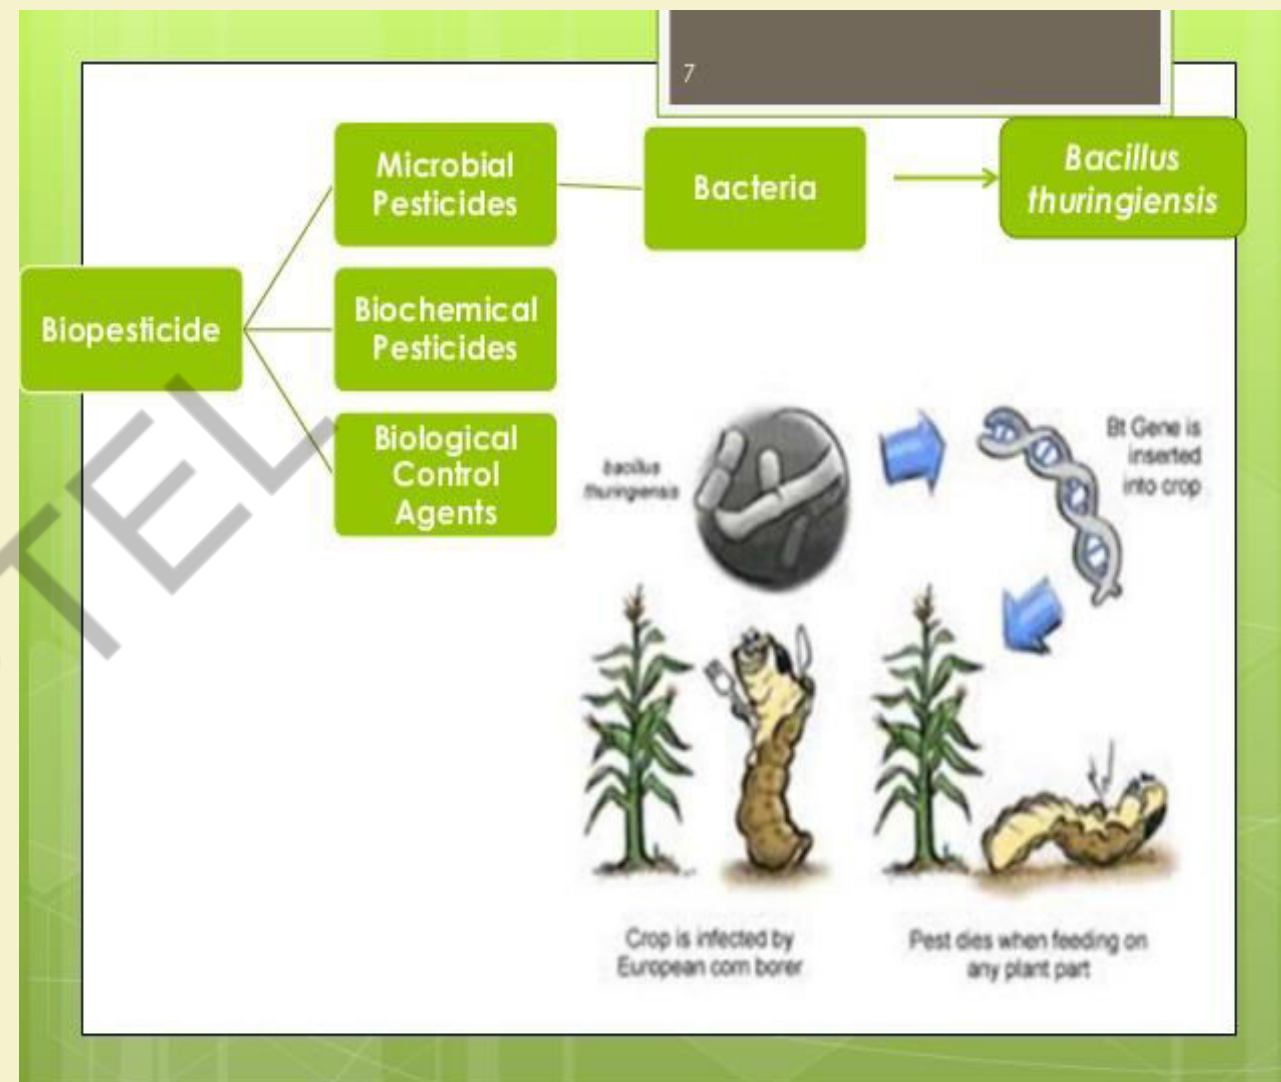 7
Microbial
Pesticides
Bacteria
Bacillus
thuringiensis
Biopesticide
Biochemical
Pesticides
Biological
Control
Agents
bacillus
thuringiensis
Bt Gene is
inserted
into crop
Crop is infected by
European corn borer
Pest dies when feeding on
any plant part
TEL